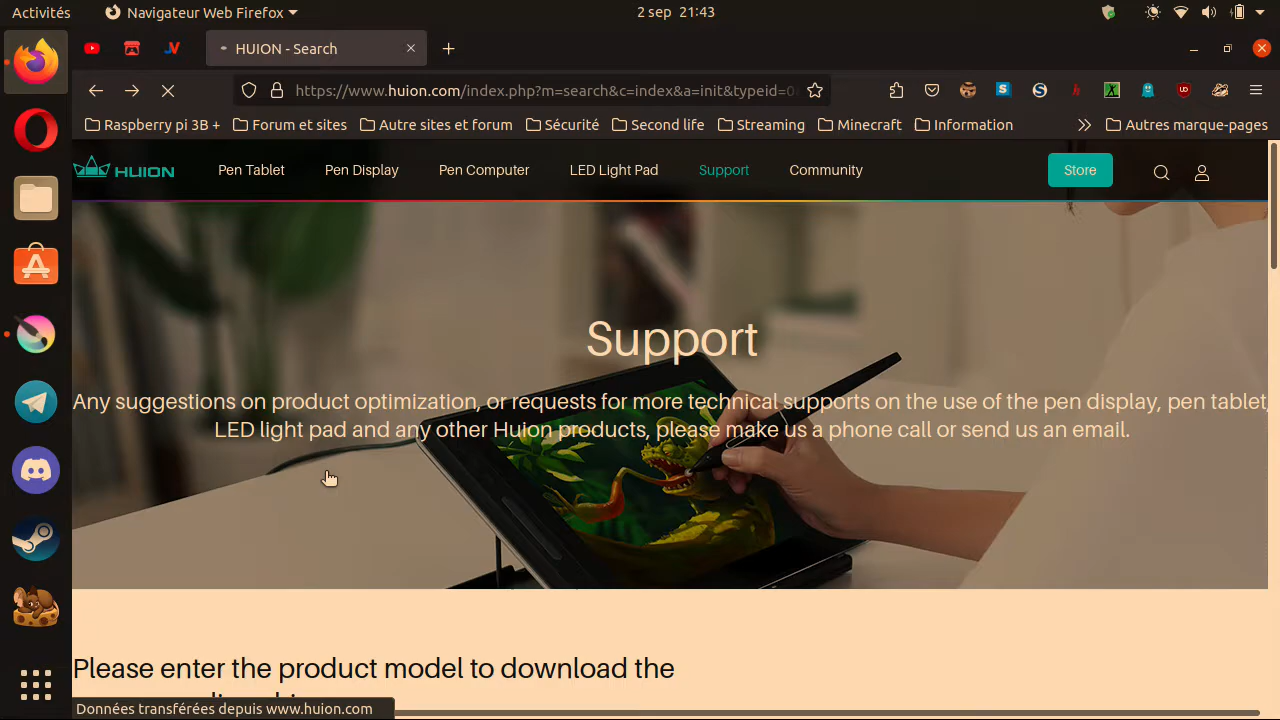 Activités
Navigateur Web Firefox
2 sep 21:43
JV
HUION - Search
https://www.huion.com/index.php?m=search&c=index&a=init&typeid=0
Raspberry pi 3B +
Forum et sites
Autre sites et forum
Sécurité
Second life
Streaming
Minecraft
Information
Autres marque-pages
HUION
Pen Tablet
Pen Display
Pen Computer
LED Light Pad
Support
Community
Store
Support
Any suggestions on product optimization, or requests for more technical supports on the use of the pen display, pen tablet,
LED light pad and any other Huion products, please make us a phone call or send us an email.
Please enter the product model to download the
Données transférées depuis www.huion.com